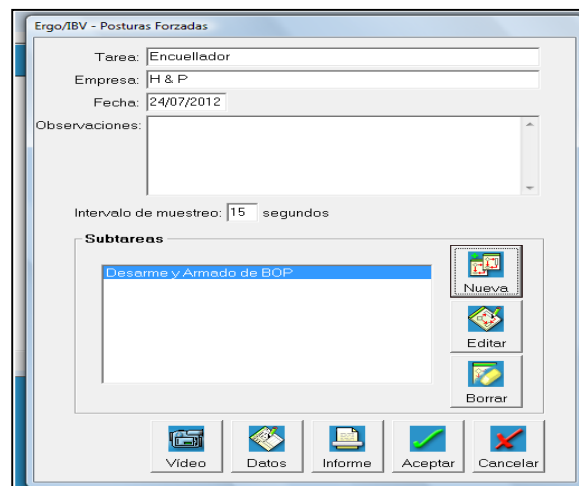 Ergo/IBV - Posturas Forzadas
Tarea: Encuellador
Empresa: H & P
Fecha: 24/07/2012
Observaciones:
Intervalo de muestreo: 15 segundos
Subtareas
Desarme y Armado de BOP
Nueva
Editar
Borrar
Vídeo Datos Informe Aceptar Cancelar